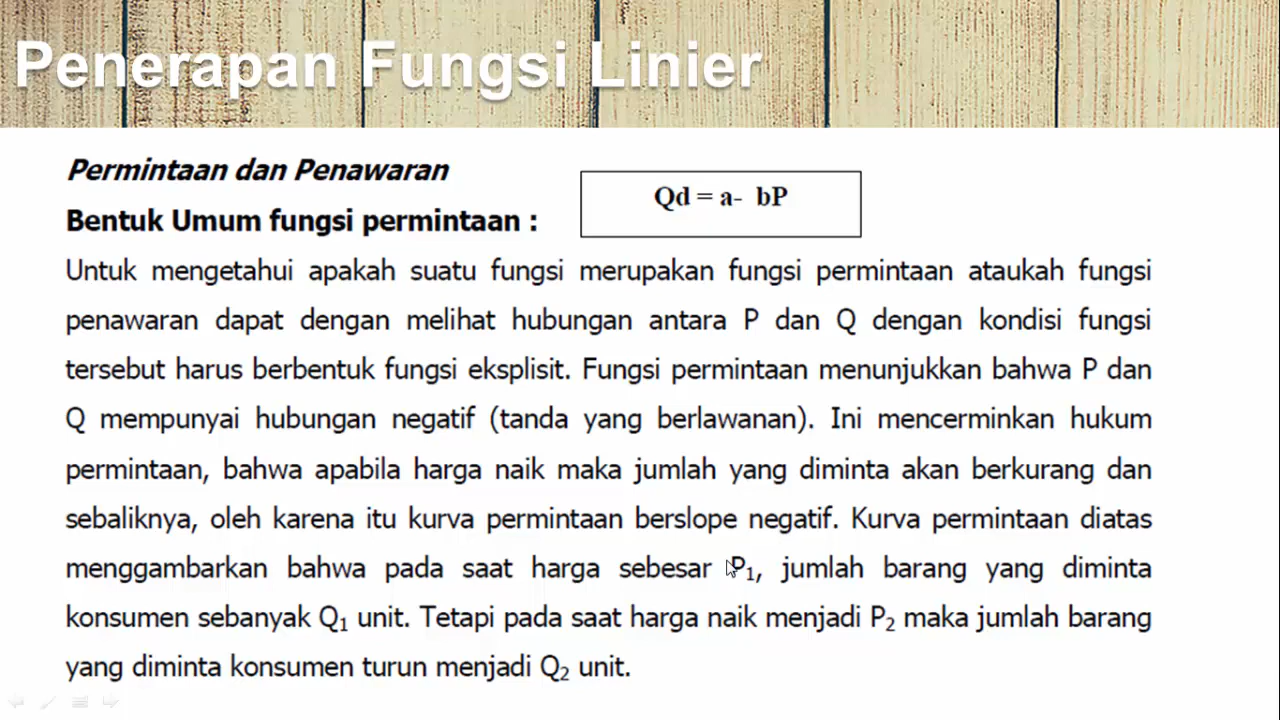 Penerapan Fungsi Linier
Permintaan dan Penawaran
Bentuk Umum fungsi permintaan :
Qd = a- bP
Untuk mengetahui apakah suatu fungsi merupakan fungsi permintaan ataukah fungsi
penawaran dapat dengan melihat hubungan antara P dan Q dengan kondisi fungsi
tersebut harus berbentuk fungsi eksplisit. Fungsi permintaan menunjukkan bahwa P dan
Q mempunyai hubungan negatif (tanda yang berlawanan). Ini mencerminkan hukum
permintaan, bahwa apabila harga naik maka jumlah yang diminta akan berkurang dan
sebaliknya, oleh karena itu kurva permintaan berslope negatif. Kurva permintaan diatas
menggambarkan bahwa pada saat harga sebesar P₁, jumlah barang yang diminta
konsumen sebanyak Q₁ unit. Tetapi pada saat harga naik menjadi P₂ maka jumlah barang
yang diminta konsumen turun menjadi Q₂ unit.